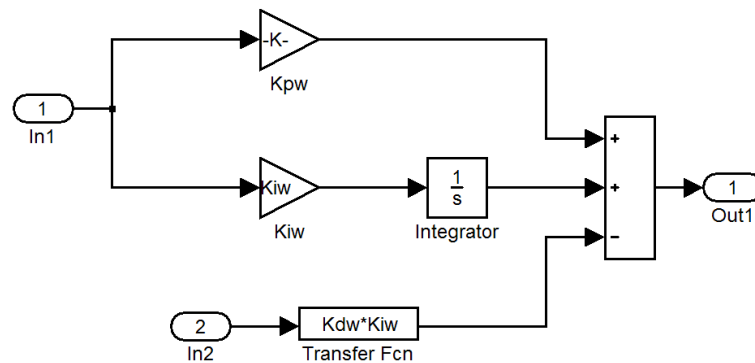 -K-
Kpw
1
In1
+
Kiw
Kiw
1
s
Integrator
+
1
Out1
−
2
In2
Kdw*Kiw
Transfer Fcn